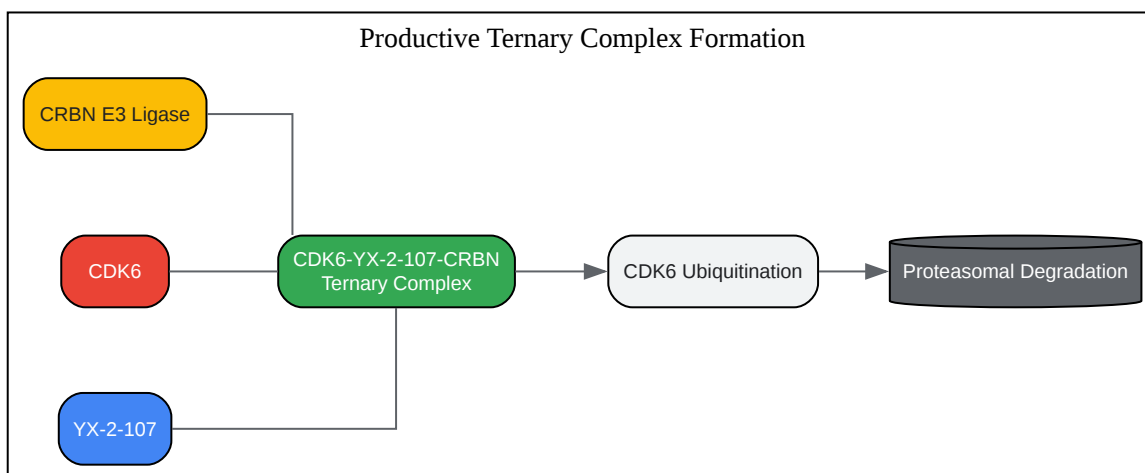 Productive Ternary Complex Formation
CRBN E3 Ligase
CDK6
YX-2-107
CDK6-YX-2-107-CRBN
Ternary Complex
CDK6 Ubiquitination
Proteasomal Degradation